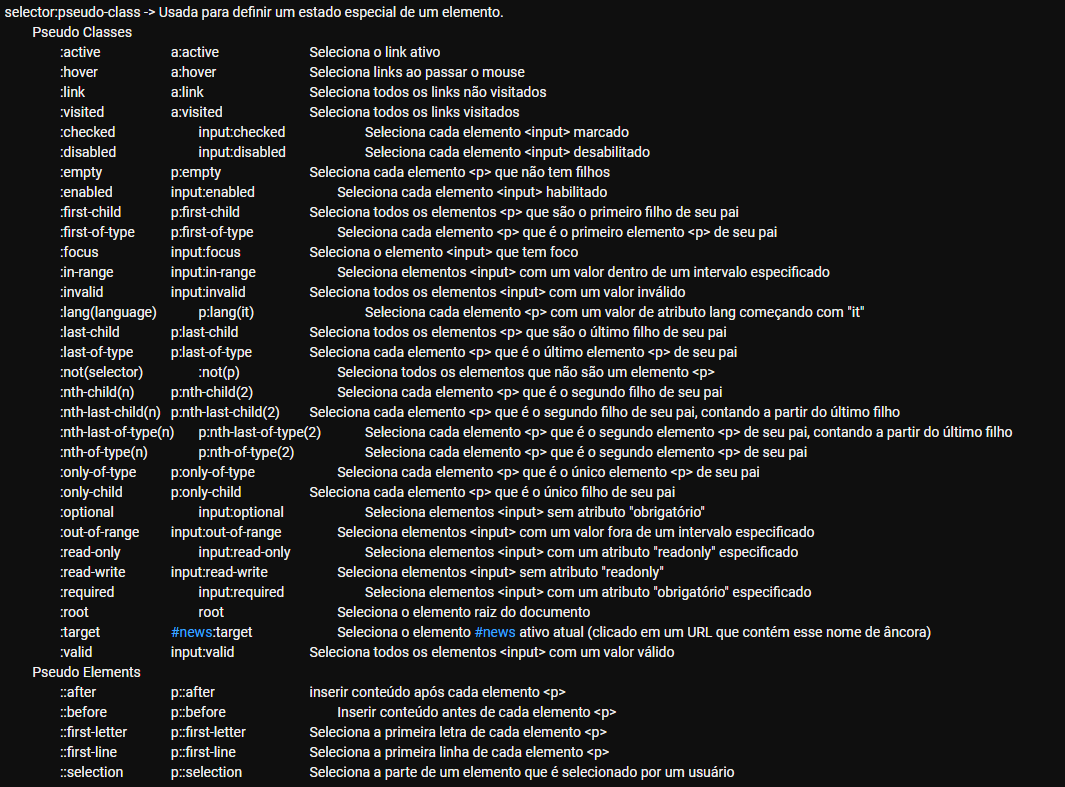 selector:pseudo-class -> Usada para definir um estado especial de um elemento.
Pseudo Classes
:active a:active Seleciona o link ativo
:hover a:hover Seleciona links ao passar o mouse
:link a:link Seleciona todos os links não visitados
:visited a:visited Seleciona todos os links visitados
:checked input:checked Seleciona cada elemento <input> marcado
:disabled input:disabled Seleciona cada elemento <input> desabilitado
:empty p:empty Seleciona cada elemento <p> que não tem filhos
:enabled input:enabled Seleciona cada elemento <input> habilitado
:first-child p:first-child Seleciona todos os elementos <p> que são o primeiro filho de seu pai
:first-of-type p:first-of-type Seleciona cada elemento <p> que é o primeiro elemento <p> de seu pai
:focus input:focus Seleciona o elemento <input> que tem foco
:in-range input:in-range Seleciona elementos <input> com um valor dentro de um intervalo especificado
:invalid input:invalid Seleciona todos os elementos <input> com um valor inválido
:lang(language) p:lang(it) Seleciona cada elemento <p> com um valor de atributo lang começando com "it"
:last-child p:last-child Seleciona todos os elementos <p> que são o último filho de seu pai
:last-of-type p:last-of-type Seleciona cada elemento <p> que é o último elemento <p> de seu pai
:not(selector) :not(p) Seleciona todos os elementos que não são um elemento <p>
:nth-child(n) p:nth-child(2) Seleciona cada elemento <p> que é o segundo filho de seu pai
:nth-last-child(n) p:nth-last-child(2) Seleciona cada elemento <p> que é o segundo filho de seu pai, contando a partir do último filho
:nth-last-of-type(n) p:nth-last-of-type(2) Seleciona cada elemento <p> que é o segundo elemento <p> de seu pai, contando a partir do último filho
:nth-of-type(n) p:nth-of-type(2) Seleciona cada elemento <p> que é o segundo elemento <p> de seu pai
:only-of-type p:only-of-type Seleciona cada elemento <p> que é o único elemento <p> de seu pai
:only-child p:only-child Seleciona cada elemento <p> que é o único filho de seu pai
:optional input:optional Seleciona elementos <input> sem atributo "obrigatório"
:out-of-range input:out-of-range Seleciona elementos <input> com um valor fora de um intervalo especificado
:read-only input:read-only Seleciona elementos <input> com um atributo "readonly" especificado
:read-write input:read-write Seleciona elementos <input> sem atributo "readonly"
:required input:required Seleciona elementos <input> com um atributo "obrigatório" especificado
:root root Seleciona o elemento raiz do documento
:target #news:target Seleciona o elemento #news ativo atual (clicado em um URL que contém esse nome de âncora)
:valid input:valid Seleciona todos os elementos <input> com um valor válido
Pseudo Elements
::after p::after inserir conteúdo após cada elemento <p>
::before p::before Inserir conteúdo antes de cada elemento <p>
::first-letter p::first-letter Seleciona a primeira letra de cada elemento <p>
::first-line p::first-line Seleciona a primeira linha de cada elemento <p>
::selection p::selection Seleciona a parte de um elemento que é selecionado por um usuário